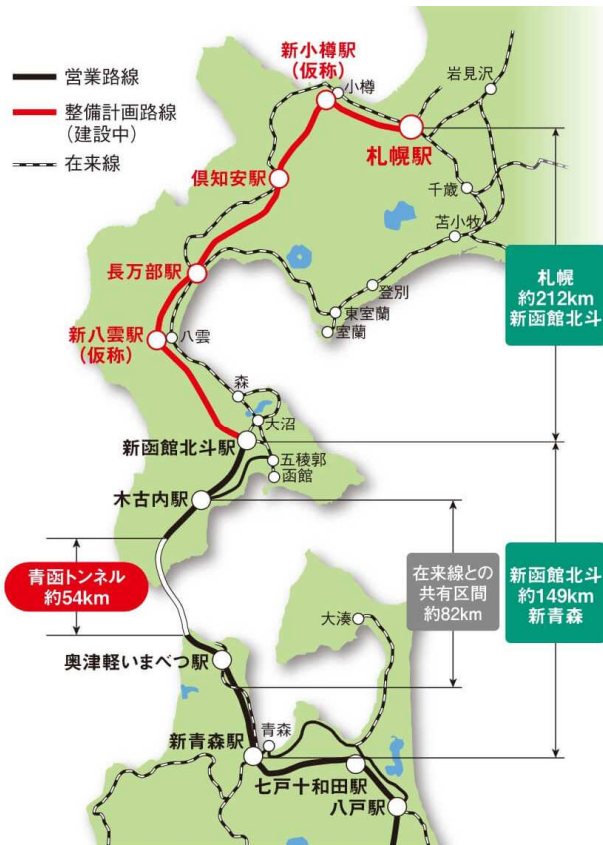 営業路線
整備計画路線
(建設中)
在来線
新小樽駅
(仮称)
小樽
岩見沢
札幌駅
倶知安駅
千歳
苫小牧
長万部駅
登別
東室蘭
室蘭
札幌
約212km
新函館北斗
新八雲駅
(仮称)
八雲
森
大沼
新函館北斗駅
五稜郭
函館
木古内駅
青函トンネル
約54km
在来線との
共有区間
約82km
新函館北斗
約149km
新青森
大湊
奥津軽いまべつ駅
青森
新青森駅
七戸十和田駅
八戸駅